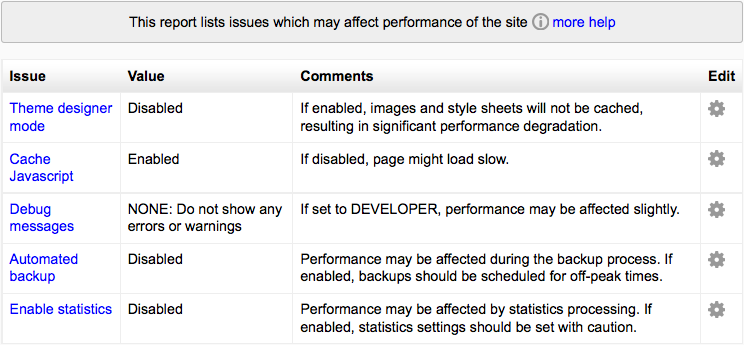 This report lists issues which may affect performance of the site more help
Issue Value Comments Edit
Theme designer mode Disabled If enabled, images and style sheets will not be cached,
resulting in significant performance degradation.
Cache Javascript Enabled If disabled, page might load slow.
Debug messages NONE: Do not show any errors or warnings If set to DEVELOPER, performance may be affected slightly.
Automated backup Disabled Performance may be affected during the backup process. If
enabled, backups should be scheduled for off-peak times.
Enable statistics Disabled Performance may be affected by statistics processing. If
enabled, statistics settings should be set with caution.